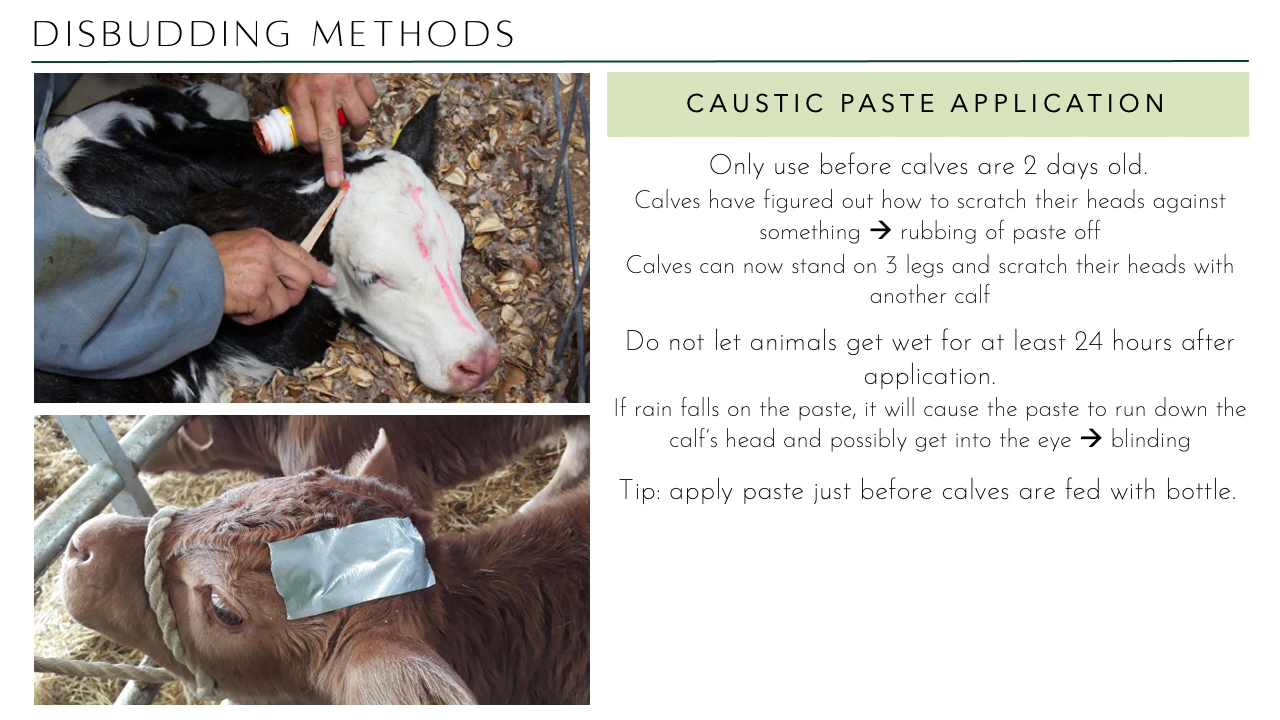 DISBUDDING METHODS
CAUSTIC PASTE APPLICATION
Only use before calves are 2 days old.
Calves have figured out how to scratch their heads against
something → rubbing of paste off
Calves can now stand on 3 legs and scratch their heads with
another calf
Do not let animals get wet for at least 24 hours after
application.
If rain falls on the paste, it will cause the paste to run down the
calf's head and possibly get into the eye → blinding
Tip: apply paste just before calves are fed with bottle.